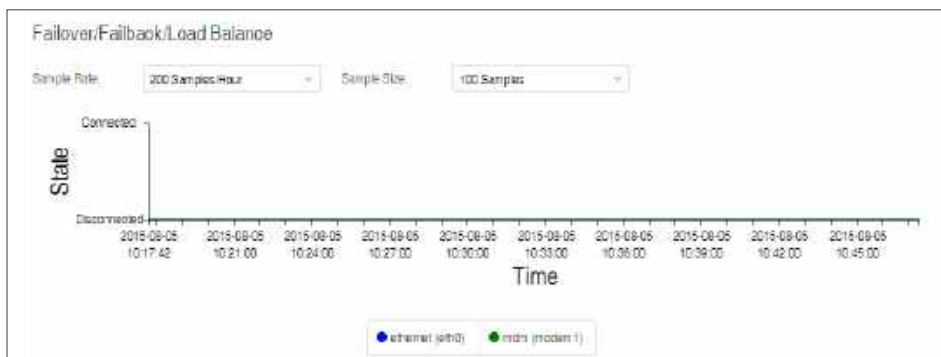 Failover/Failback/Load Balance
Sample Rate: 200 Samples/Hour Sample Size: 100 Samples
Connected
State
Disconnected
2015-08-05 2015-08-05 2015-08-05 2015-08-05 2015-08-05 2015-08-05 2015-08-05 2015-08-05 2015-08-05 2015-08-05
10:17:42 10:21:00 10:24:00 10:27:00 10:30:00 10:33:00 10:36:00 10:39:00 10:42:00 10:45:00
Time
ethernet (eth0) mdm (modem 1)